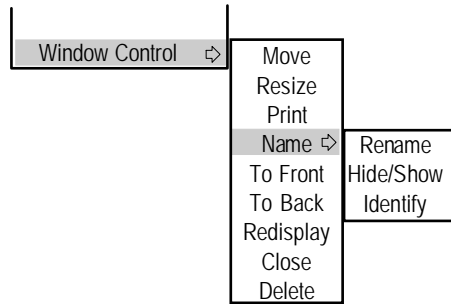 Window Control
Move
Resize
Print
Name
To Front
To Back
Redisplay
Close
Delete
Rename
Hide/Show
Identify